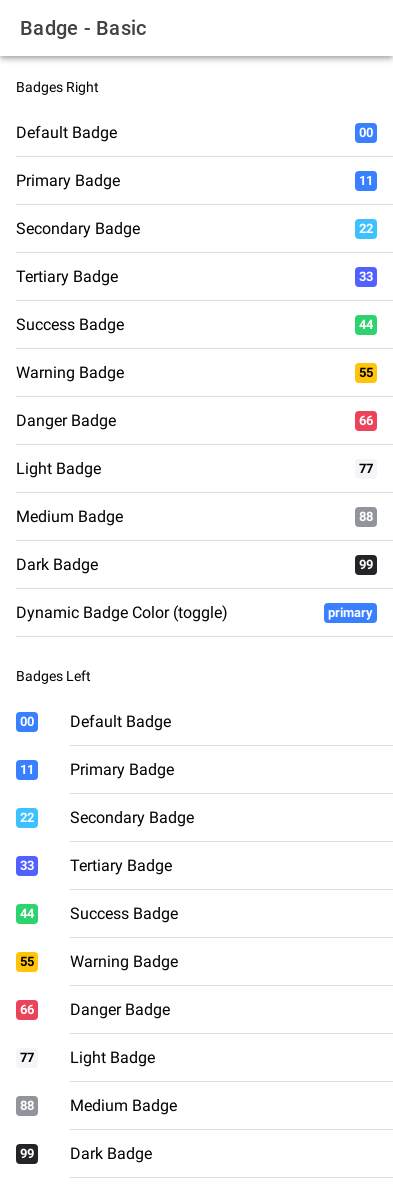 Badge - Basic
Badges Right
Default Badge 00
Primary Badge 11
Secondary Badge 22
Tertiary Badge 33
Success Badge 44
Warning Badge 55
Danger Badge 66
Light Badge 77
Medium Badge 88
Dark Badge 99
Dynamic Badge Color (toggle) primary
Badges Left
00 Default Badge
11 Primary Badge
22 Secondary Badge
33 Tertiary Badge
44 Success Badge
55 Warning Badge
66 Danger Badge
77 Light Badge
88 Medium Badge
99 Dark Badge